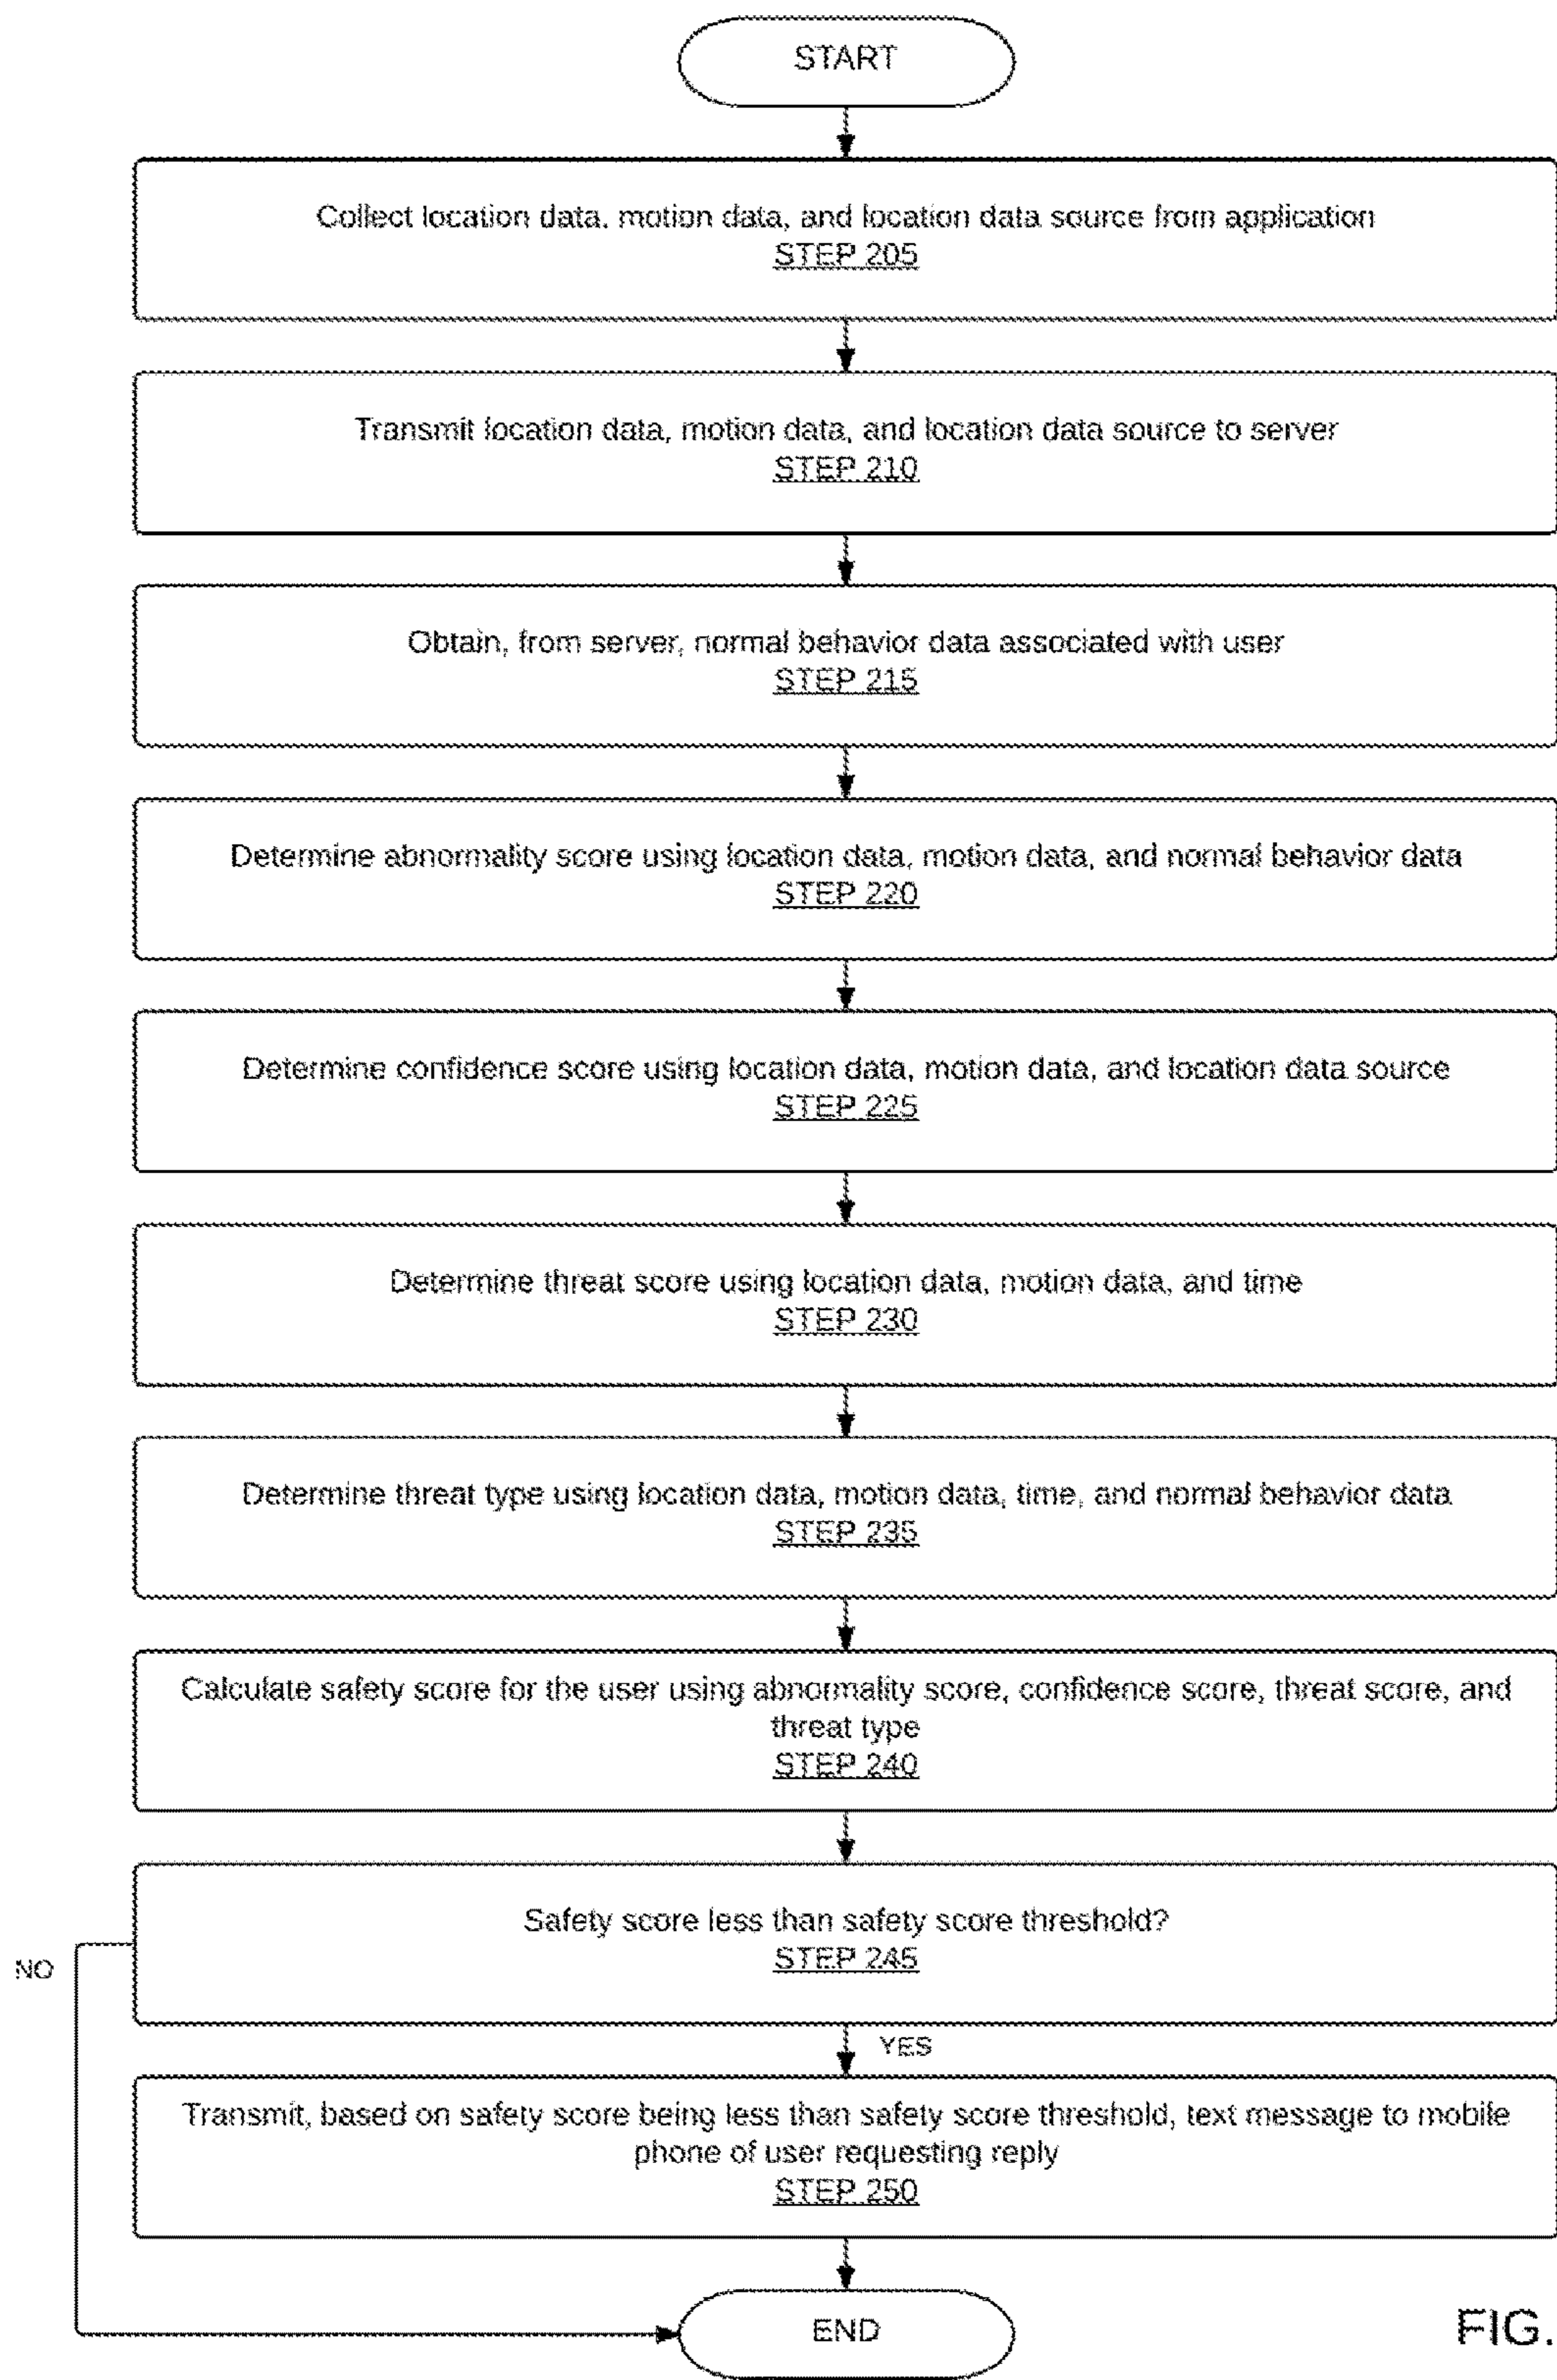 START
Collect location data, motion data, and location data source from application
STEP 205
Transmit location data, motion data, and location data source to server
STEP 210
Obtain, from server, normal behavior data associated with user
STEP 215
Determine abnormality score using location data, motion data, and normal behavior data
STEP 220
Determine confidence score using location data, motion data, and location data source
STEP 225
Determine threat score using location data, motion data, and time
STEP 230
Determine threat type using location data, motion data, time, and normal behavior data
STEP 235
Calculate safety score for the user using abnormality score, confidence score, threat score, and
threat type
STEP 240
Safety score less than safety score threshold?
STEP 245
NO
YES
Transmit, based on safety score being less than safety score threshold, text message to mobile
phone of user requesting reply
STEP 250
END
FIG.